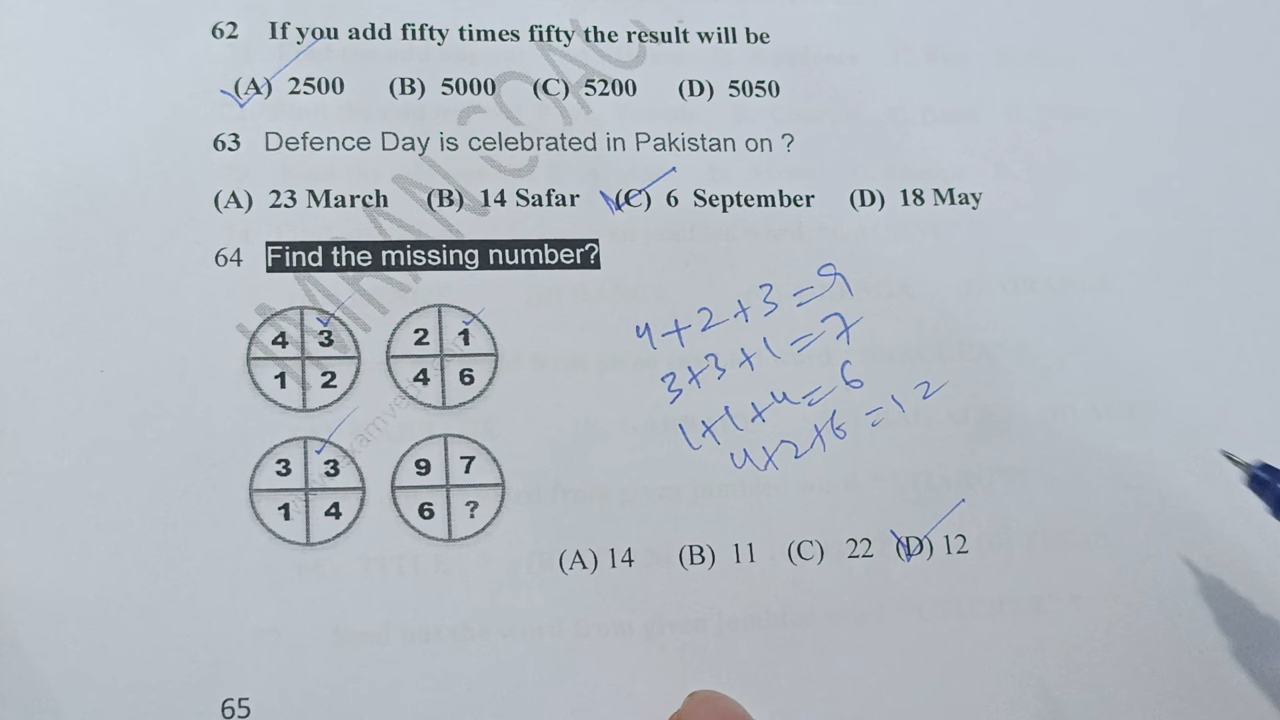 62 If you add fifty times fifty the result will be
(A) 2500 (B) 5000 (C) 5200 (D) 5050
63 Defence Day is celebrated in Pakistan on ?
(A) 23 March (B) 14 Safar (C) 6 September (D) 18 May
64 Find the missing number?
4 3 2 1
1 2 4 6
3 3 9 7
1 4 6 ?
4+2+3=9
3+3+1=7
1+1+4=6
4+2+6=12
(A) 14 (B) 11 (C) 22 (D) 12
65